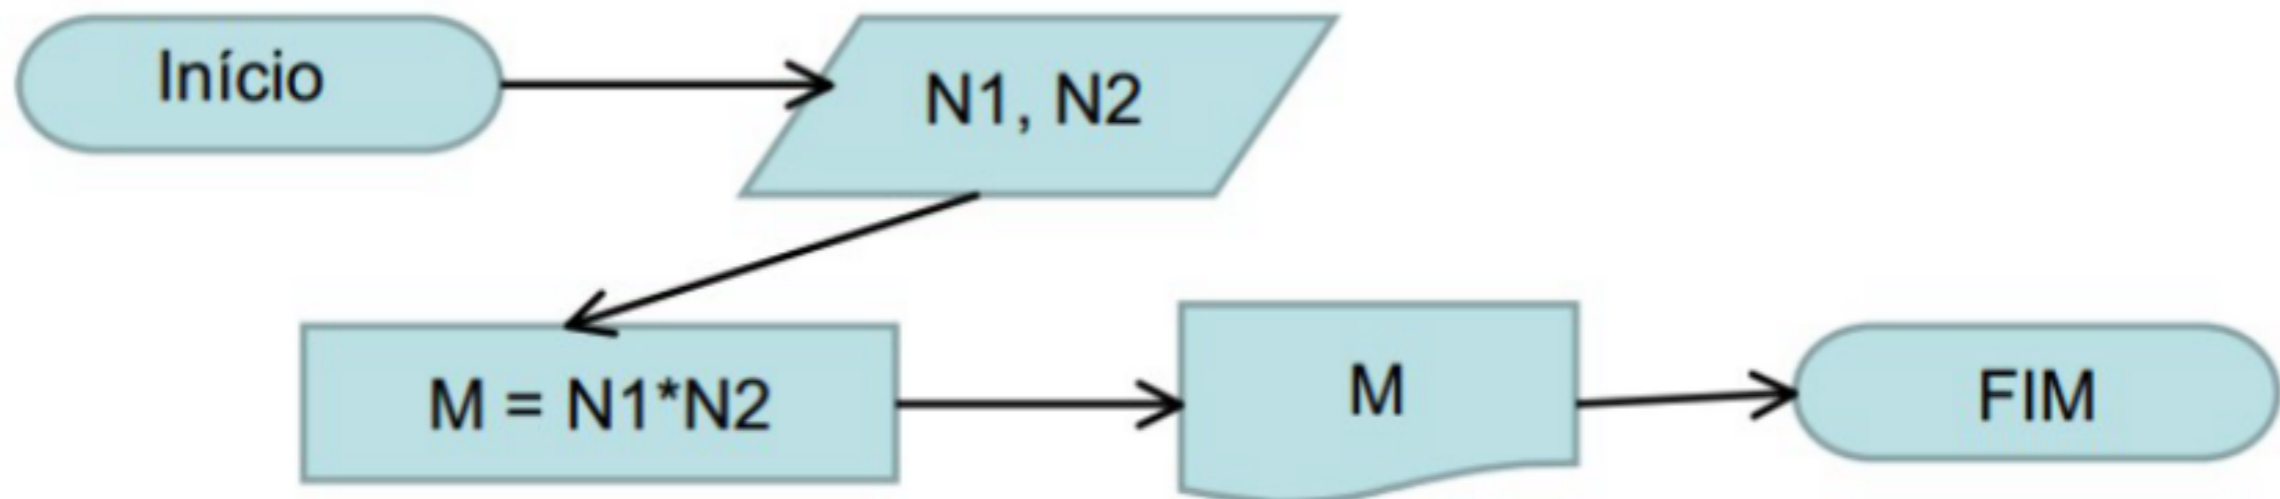 Início
N1, N2
M = N1*N2
M
FIM